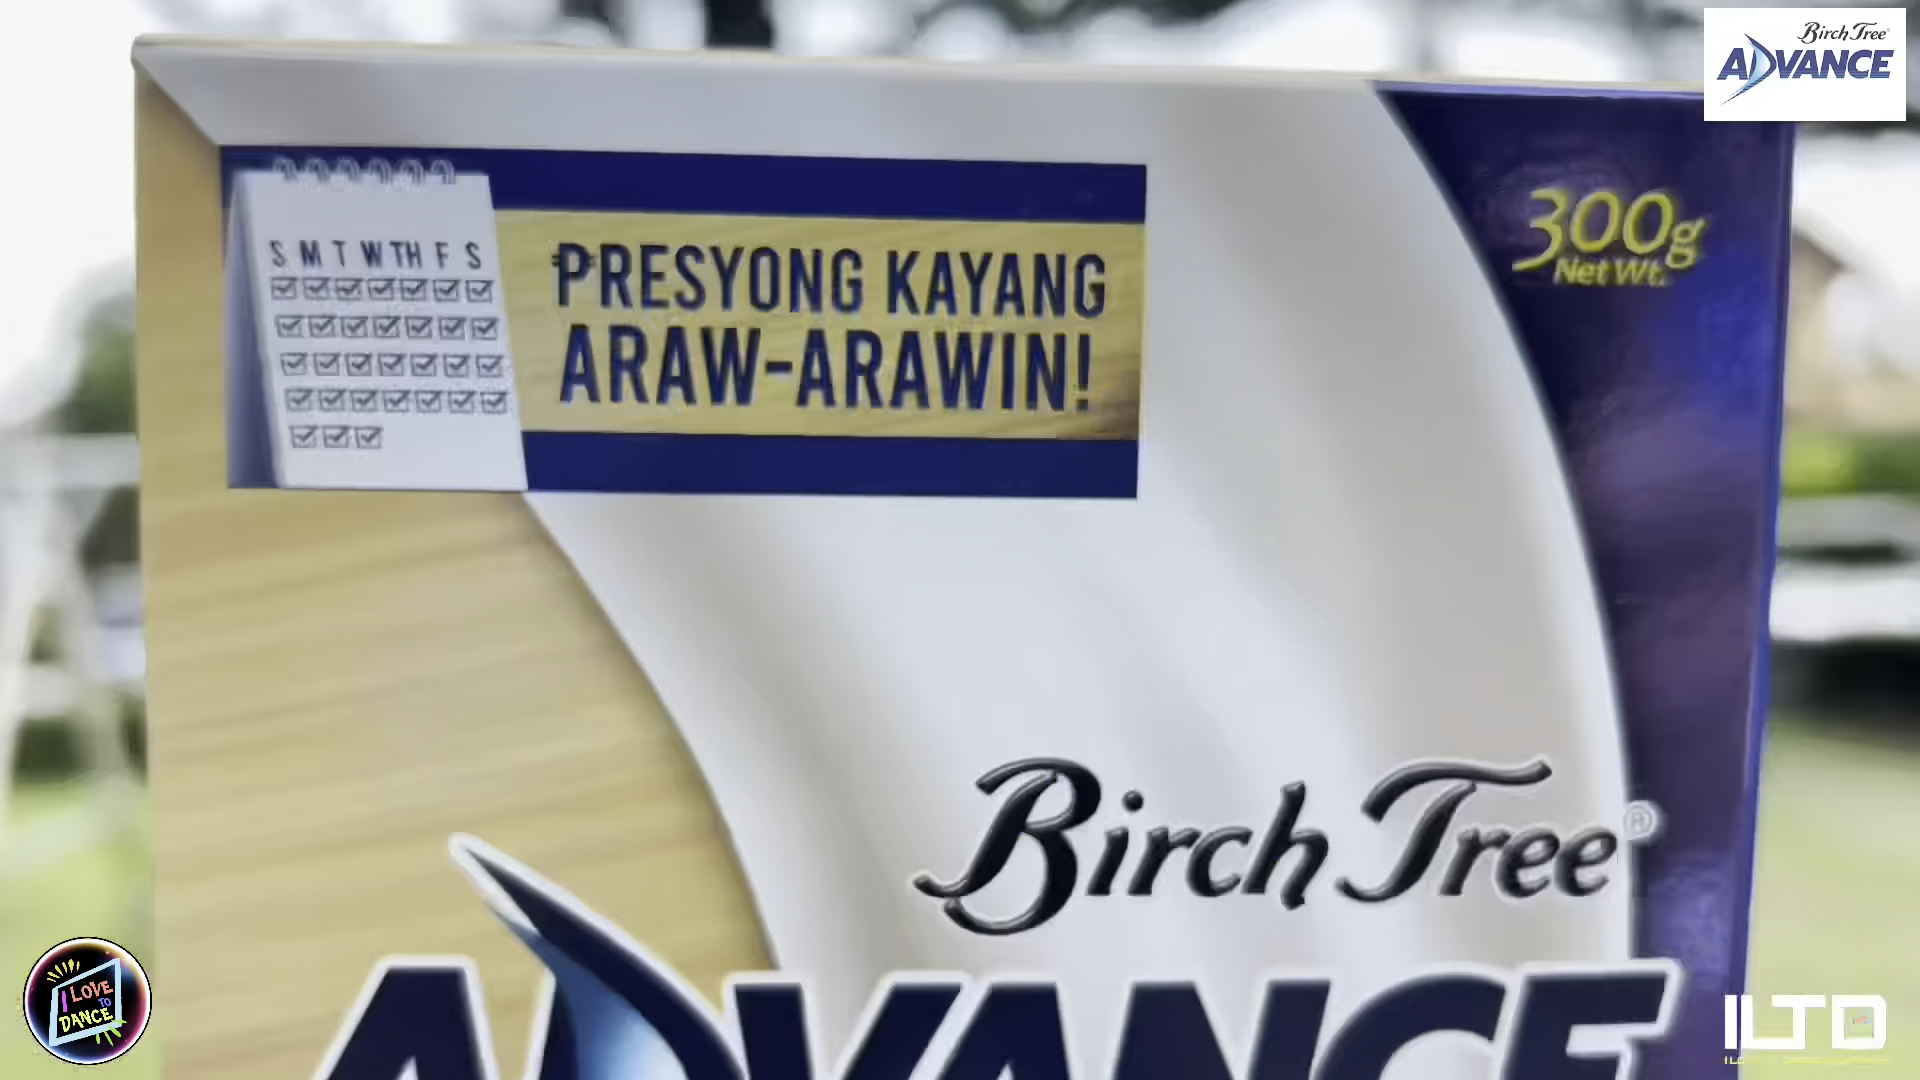 Birch Tree
ADVANCE
300g
Net Wt.
S M T W TH F S
PRESYONG KAYANG
ARAW-ARAWIN!
Birch Tree®
ADVANCE
I LOVE
TO
DANCE
ILTD